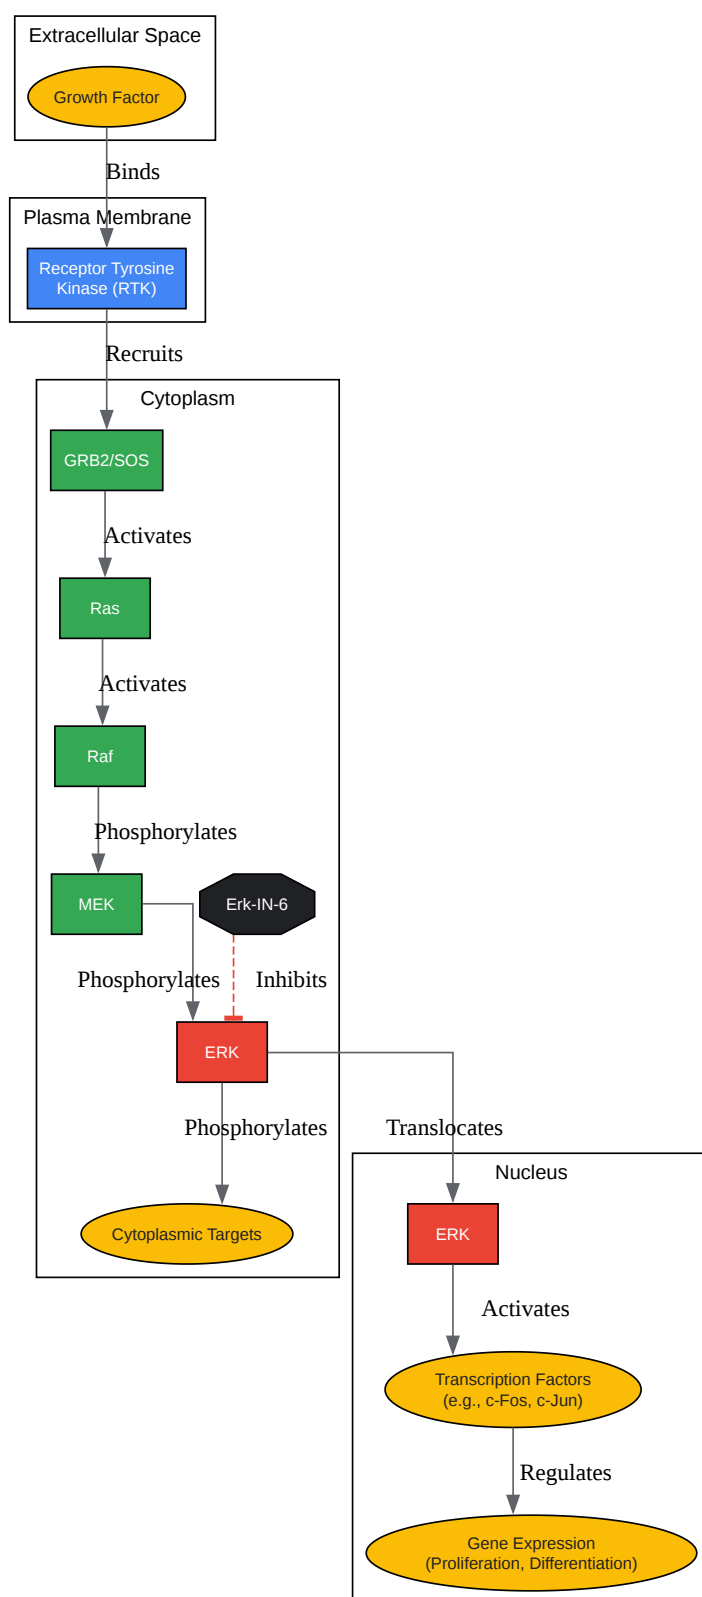 Extracellular Space
Growth Factor
Binds
Plasma Membrane
Receptor Tyrosine
Kinase (RTK)
Recruits
Cytoplasm
GRB2/SOS
Activates
Ras
Activates
Raf
Phosphorylates
MEK
Erk-IN-6
Phosphorylates
Inhibits
ERK
Phosphorylates
Translocates
Cytoplasmic Targets
Nucleus
ERK
Activates
Transcription Factors
(e.g., c-Fos, c-Jun)
Regulates
Gene Expression
(Proliferation, Differentiation)